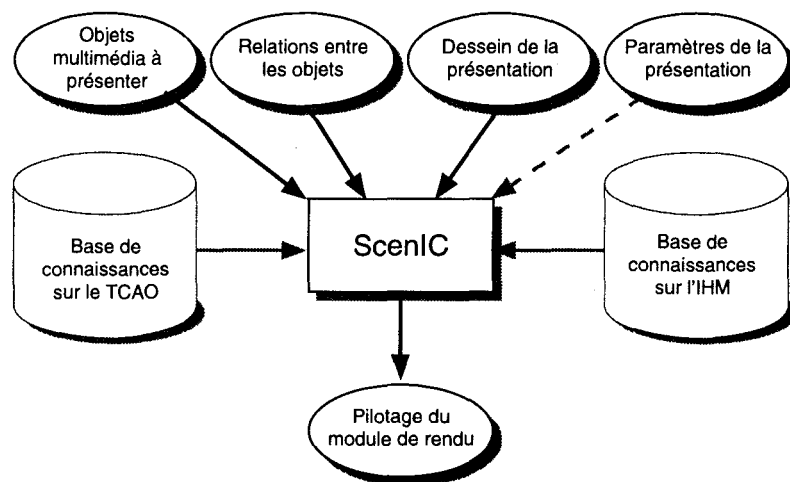 Objets
multimédia à
présenter
Relations entre
les objets
Dessein de la
présentation
Paramètres de la
présentation
Base de
connaissances
sur le TCAO
ScenIC
Base de
connaissances
sur l'IHM
Pilotage du
module de rendu